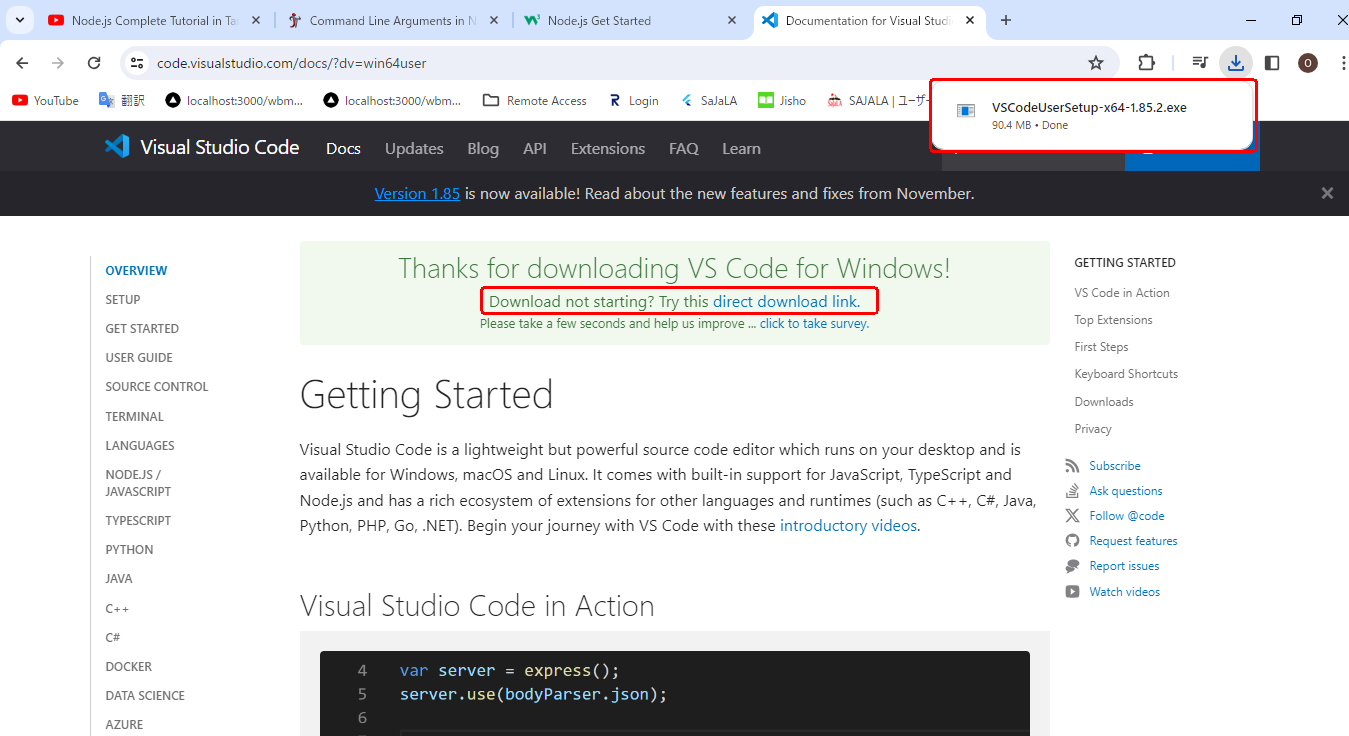 Node.js Complete Tutorial in Ta
Command Line Arguments in N
Node.js Get Started
Documentation for Visual Studi
code.visualstudio.com/docs/?dv=win64user
O
YouTube
翻訳
localhost:3000/wbm...
localhost:3000/wbm...
Remote Access
Login
SaJaLA
Jisho
SAJALA | ユーザー
VSCodeUserSetup-x64-1.85.2.exe
90.4 MB • Done
Visual Studio Code
Docs
Updates
Blog
API
Extensions
FAQ
Learn
Version 1.85 is now available! Read about the new features and fixes from November.
OVERVIEW
SETUP
GET STARTED
USER GUIDE
SOURCE CONTROL
TERMINAL
LANGUAGES
NODE.JS /
JAVASCRIPT
TYPESCRIPT
PYTHON
JAVA
C++
C#
DOCKER
DATA SCIENCE
AZURE
Thanks for downloading VS Code for Windows!
Download not starting? Try this direct download link.
Please take a few seconds and help us improve ... click to take survey.
Getting Started
Visual Studio Code is a lightweight but powerful source code editor which runs on your desktop and is
available for Windows, macOS and Linux. It comes with built-in support for JavaScript, TypeScript and
Node.js and has a rich ecosystem of extensions for other languages and runtimes (such as C++, C#, Java,
Python, PHP, Go, .NET). Begin your journey with VS Code with these introductory videos.
Visual Studio Code in Action
4 var server = express();
5 server.use(bodyParser.json);
6
GETTING STARTED
VS Code in Action
Top Extensions
First Steps
Keyboard Shortcuts
Downloads
Privacy
Subscribe
Ask questions
Follow @code
Request features
Report issues
Watch videos